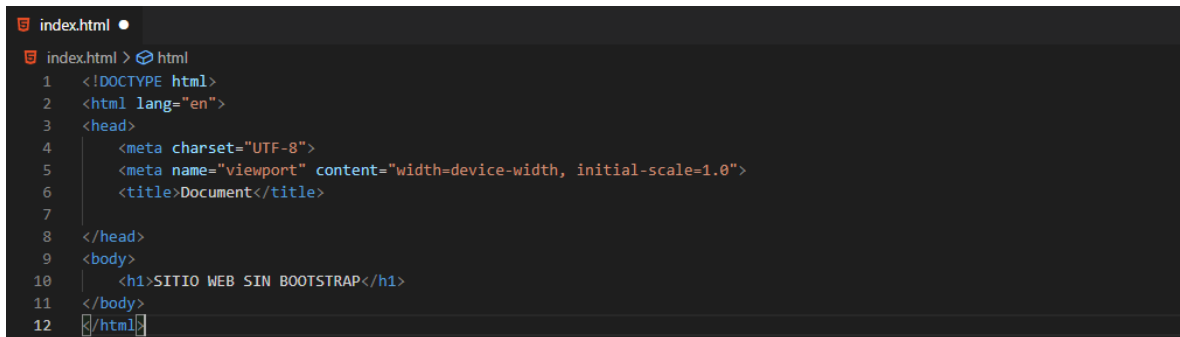 index.html
index.html > html
1 <!DOCTYPE html>
2 <html lang="en">
3 <head>
4     <meta charset="UTF-8">
5     <meta name="viewport" content="width=device-width, initial-scale=1.0">
6     <title>Document</title>
7
8 </head>
9 <body>
10     <h1>SITIO WEB SIN BOOTSTRAP</h1>
11 </body>
12 </html>